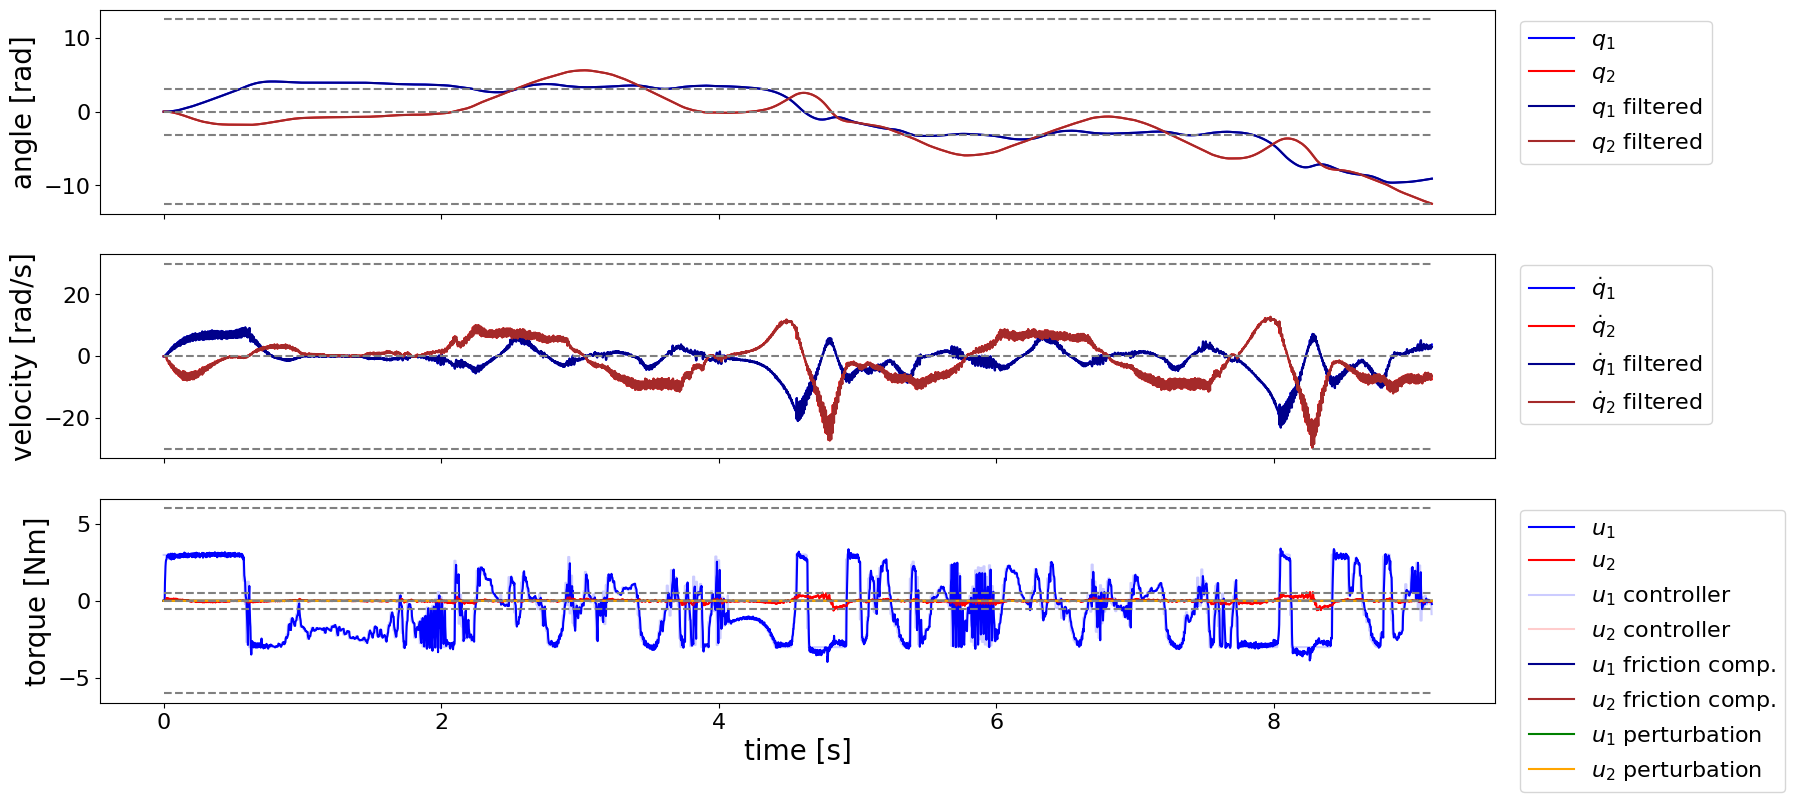 angle [rad]
10
0
−10
q₁
q₂
q₁ filtered
q₂ filtered
velocity [rad/s]
20
0
−20
q̇₁
q̇₂
q̇₁ filtered
q̇₂ filtered
torque [Nm]
5
0
−5
0 2 4 6 8
time [s]
u₁
u₂
u₁ controller
u₂ controller
u₁ friction comp.
u₂ friction comp.
u₁ perturbation
u₂ perturbation